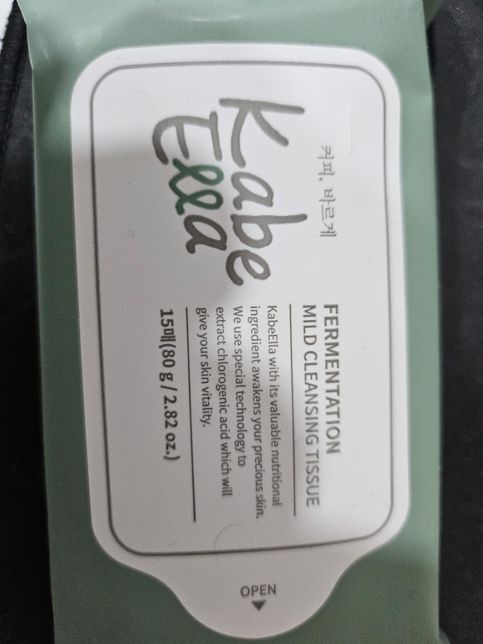 커피, 바르게
Kabe
Ella
FERMENTATION
MILD CLEANSING TISSUE
KabeElla with its valuable nutritional
ingredient awakens your precious skin.
We use special technology to
extract chlorogenic acid which will
give your skin vitality.
15매(80 g / 2.82 oz.)
OPEN